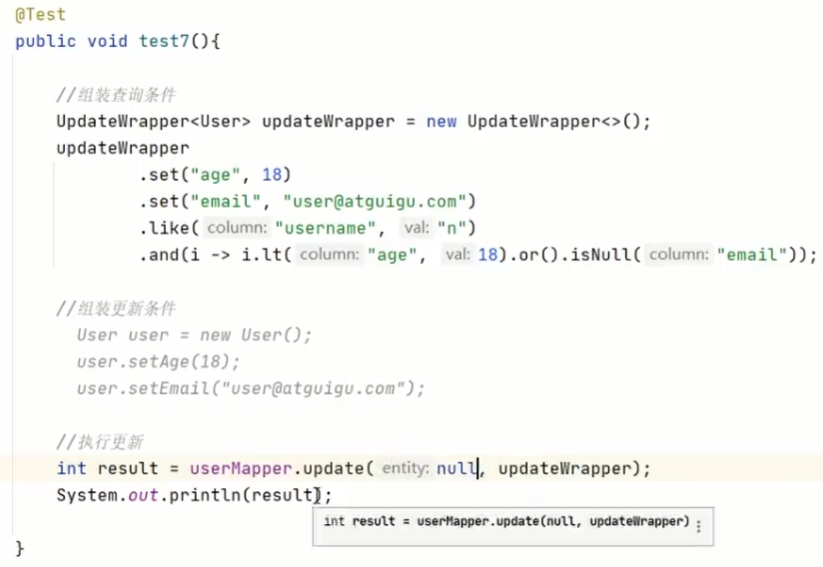 @Test
public void test7(){
//组装查询条件
UpdateWrapper<User> updateWrapper = new UpdateWrapper<>();
updateWrapper
.set("age", 18)
.set("email", "user@atguigu.com")
.like( column: "username", val: "n")
.and(i -> i.lt( column: "age", val: 18).or().isNull( column: "email"));
//组装更新条件
User user = new User();
user.setAge(18);
user.setEmail("user@atguigu.com");
//执行更新
int result = userMapper.update( entity: null, updateWrapper);
System.out.println(result);
int result = userMapper.update(null, updateWrapper)
}